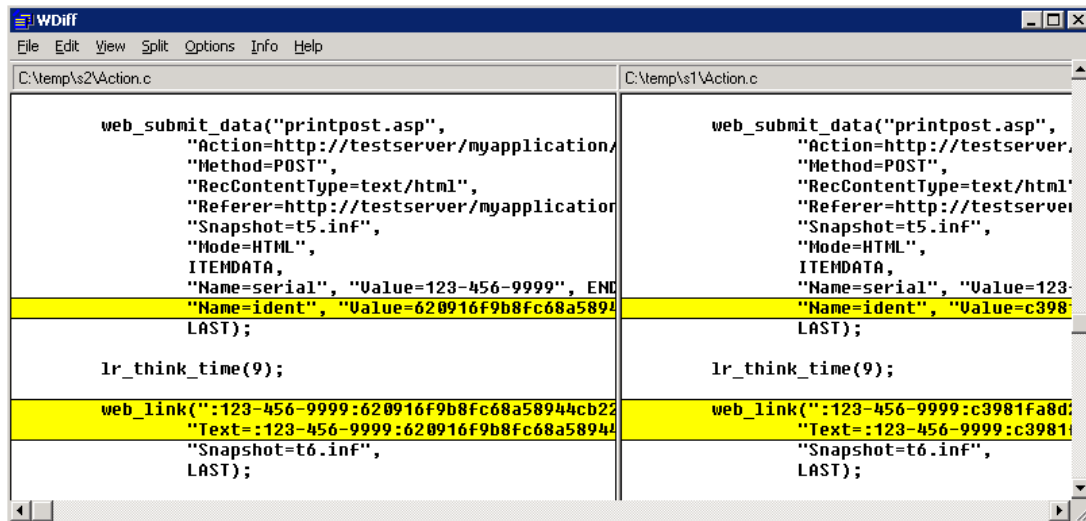 WDiff
File Edit View Split Options Info Help
C:\temp\s2\Action.c
web_submit_data("printpost.asp",
"Action=http://testserver/myapplication/
"Method=POST",
"RecContentType=text/html",
"Referer=http://testserver/myapplication
"Snapshot=t5.inf",
"Mode=HTML",
ITEMDATA,
"Name=serial", "Value=123-456-9999", END
"Name=ident", "Value=620916f9b8fc68a5894
LAST);
lr_think_time(9);
web_link(":123-456-9999:620916f9b8fc68a58944cb22
"Text=:123-456-9999:620916f9b8fc68a58944
"Snapshot=t6.inf",
LAST);
C:\temp\s1\Action.c
web_submit_data("printpost.asp",
"Action=http://testserver/
"Method=POST",
"RecContentType=text/html"
"Referer=http://testserver
"Snapshot=t5.inf",
"Mode=HTML",
ITEMDATA,
"Name=serial", "Value=123-
"Name=ident", "Value=c398
LAST);
lr_think_time(9);
web_link(":123-456-9999:c3981fa8d2
"Text=:123-456-9999:c3981f
"Snapshot=t6.inf",
LAST);